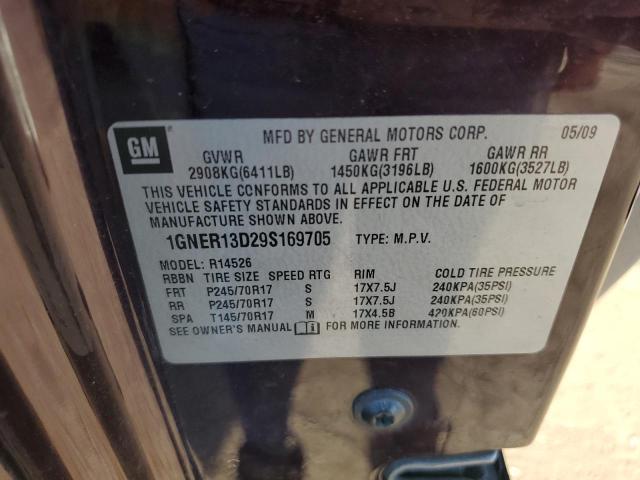 GM
MFD BY GENERAL MOTORS CORP. 05/09
GVWR GAWR FRT GAWR RR
2908KG(6411LB) 1450KG(3196LB) 1600KG(3527LB)
THIS VEHICLE CONFORMS TO ALL APPLICABLE U.S. FEDERAL MOTOR
VEHICLE SAFETY STANDARDS IN EFFECT ON THE DATE OF
MANUFACTURE SHOWN ABOVE.
1GNER13D29S169705 TYPE: M.P.V.
MODEL: R14526
RBBN TIRE SIZE SPEED RTG RIM COLD TIRE PRESSURE
FRT P245/70R17 S 17X7.5J 240KPA(35PSI)
RR P245/70R17 S 17X7.5J 240KPA(35PSI)
SPA T145/70R17 M 17X4.5B 420KPA(60PSI)
SEE OWNER'S MANUAL FOR MORE INFORMATION.